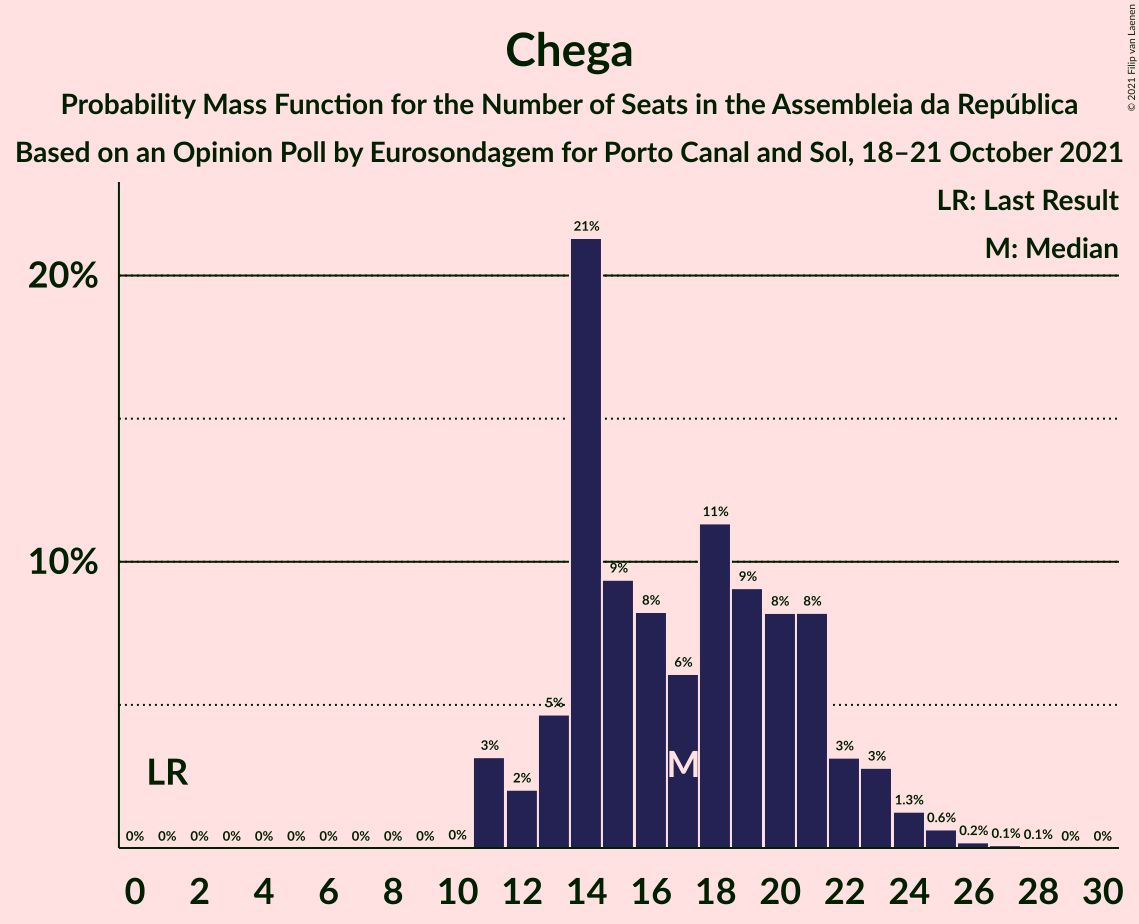 © 2021 Filip van Laenen
Chega
Probability Mass Function for the Number of Seats in the Assembleia da República
Based on an Opinion Poll by Eurosondagem for Porto Canal and Sol, 18–21 October 2021
LR: Last Result
M: Median
20%
10%
LR
M
0% 0% 0% 0% 0% 0% 0% 0% 0% 0% 0% 3% 2% 5% 21% 9% 8% 6% 11% 9% 8% 8% 3% 3% 1.3% 0.6% 0.2% 0.1% 0.1% 0% 0%
0 2 4 6 8 10 12 14 16 18 20 22 24 26 28 30